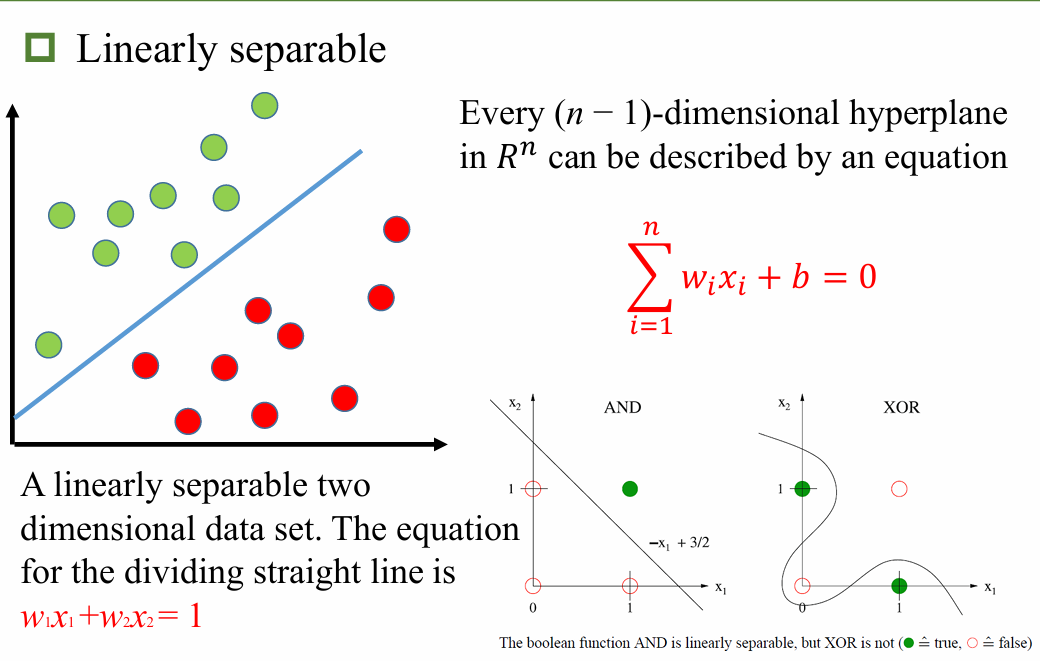 Linearly separable
Every (n − 1)-dimensional hyperplane
in Rⁿ can be described by an equation
n
∑ wᵢxᵢ + b = 0
i=1
A linearly separable two
dimensional data set. The equation
for the dividing straight line is
w₁x₁+w₂x₂= 1
x₂
AND
1
−x₁ + 3/2
x₁
0
1
x₂
XOR
1
x₁
0
1
The boolean function AND is linearly separable, but XOR is not (● ≙ true, ○ ≙ false)